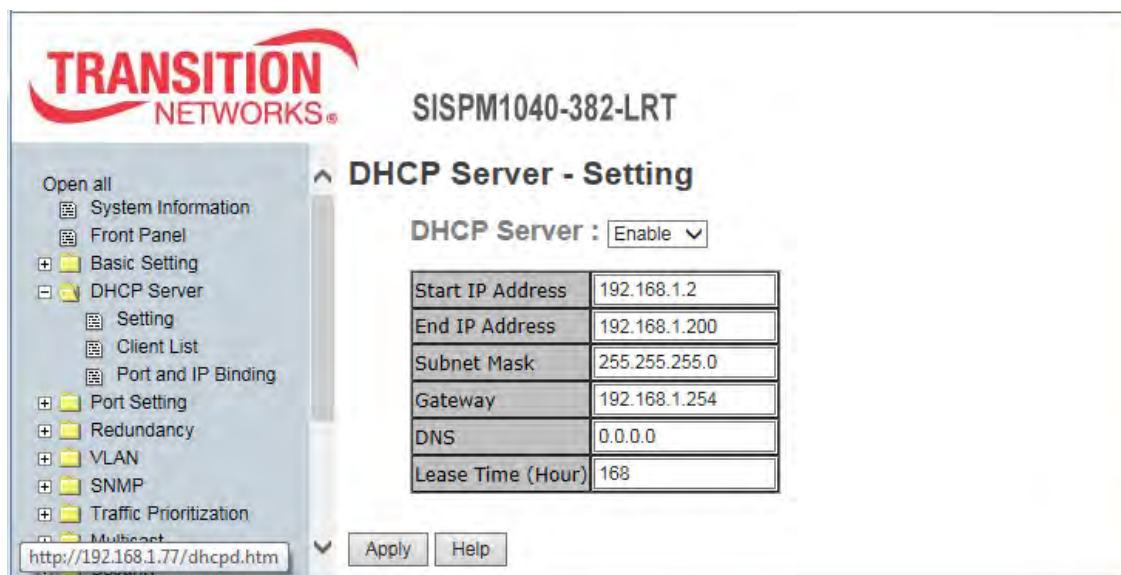 TRANSITION
NETWORKS®
SISPM1040-382-LRT
Open all
System Information
Front Panel
Basic Setting
DHCP Server
Setting
Client List
Port and IP Binding
Port Setting
Redundancy
VLAN
SNMP
Traffic Prioritization
Multicast
http://192.168.1.77/dhcpd.htm
DHCP Server - Setting
DHCP Server : Enable
Start IP Address 192.168.1.2
End IP Address 192.168.1.200
Subnet Mask 255.255.255.0
Gateway 192.168.1.254
DNS 0.0.0.0
Lease Time (Hour) 168
Apply Help